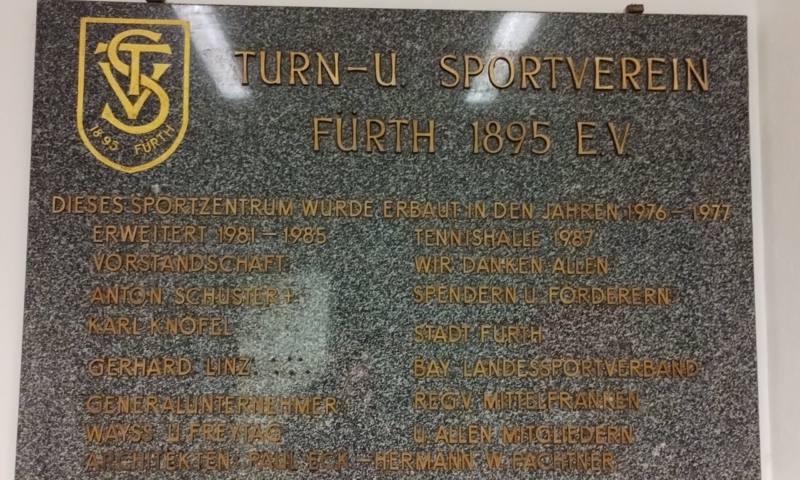 TSV
1895 FÜRTH
TURN-U. SPORTVEREIN
FÜRTH 1895 E.V.
DIESES SPORTZENTRUM WURDE ERBAUT IN DEN JAHREN 1976-1977
ERWEITERT 1981-1985 TENNISHALLE 1987
VORSTANDSCHAFT: WIR DANKEN ALLEN
ANTON SCHUSTER + SPENDERN U. FÖRDERERN:
KARL KNÖFEL STADT FÜRTH
GERHARD LINZ BAY. LANDESSPORTVERBAND
GENERALUNTERNEHMER REG.V. MITTELFRANKEN
WAYSS U. FREYTAG U. ALLEN MITGLIEDERN
ARCHITEKTEN: PAUL ECK-HERMANN W. FACHTNER